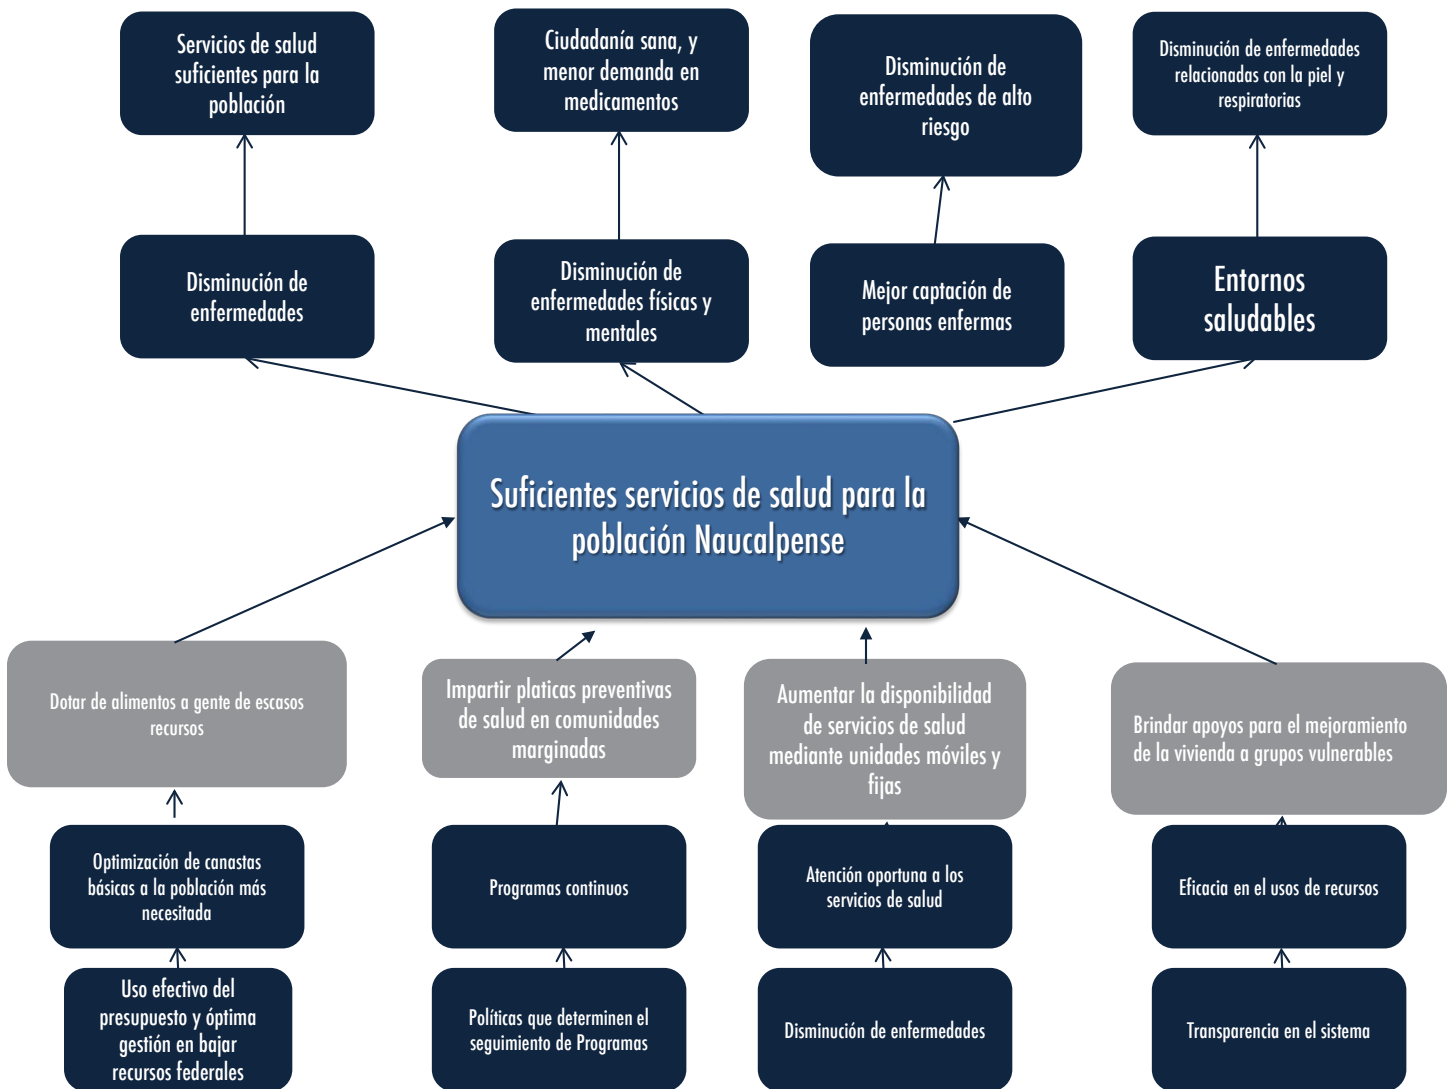 Servicios de salud
suficientes para la
población
Ciudadanía sana, y
menor demanda en
medicamentos
Disminución de
enfermedades de alto
riesgo
Disminución de enfermedades
relacionadas con la piel y
respiratorias
Disminución de
enfermedades
Disminución de
enfermedades físicas y
mentales
Mejor captación de
personas enfermas
Entornos
saludables
Suficientes servicios de salud para la
población Naucalpense
Dotar de alimentos a gente de escasos
recursos
Impartir platicas preventivas
de salud en comunidades
marginadas
Aumentar la disponibilidad
de servicios de salud
mediante unidades móviles y
fijas
Brindar apoyos para el mejoramiento
de la vivienda a grupos vulnerables
Optimización de canastas
básicas a la población más
necesitada
Programas continuos
Atención oportuna a los
servicios de salud
Eficacia en el usos de recursos
Uso efectivo del
presupuesto y óptima
gestión en bajar
recursos federales
Políticas que determinen el
seguimiento de Programas
Disminución de enfermedades
Transparencia en el sistema